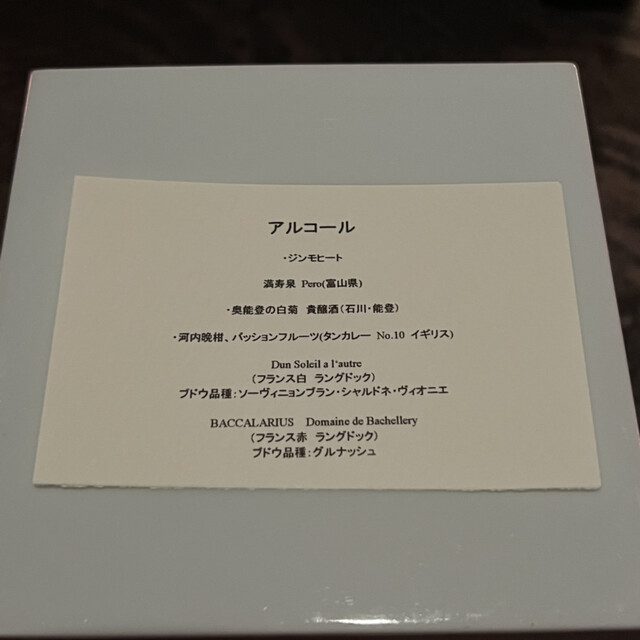 アルコール
・ジンモヒート
満寿泉 Pero(富山県)
・奥能登の白菊 貴醸酒(石川・能登)
・河内晩柑、パッションフルーツ(タンカレー No.10 イギリス)
Dun Soleil a l'autre
(フランス白 ラングドック)
ブドウ品種:ソーヴィニョンブラン・シャルドネ・ヴィオニエ
BACCALARIUS Domaine de Bachellery
(フランス赤 ラングドック)
ブドウ品種:グルナッシュ